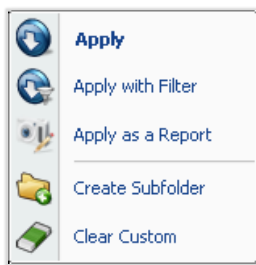 Apply
Apply with Filter
Apply as a Report
Create Subfolder
Clear Custom